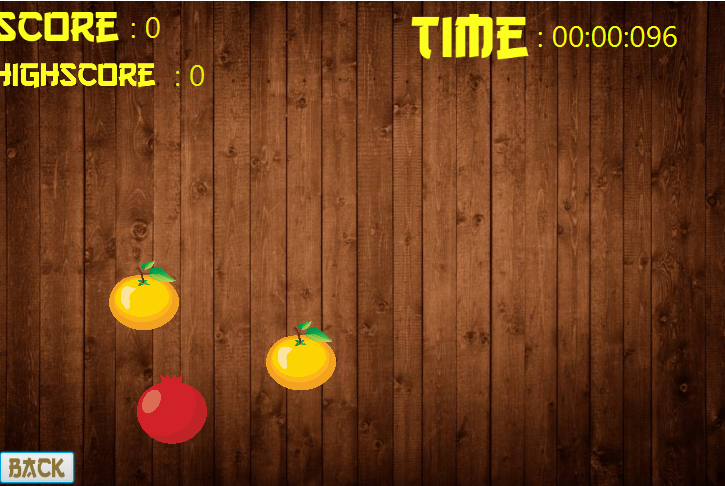 SCORE : 0
TIME : 00:00:096
HIGHSCORE : 0
BACK